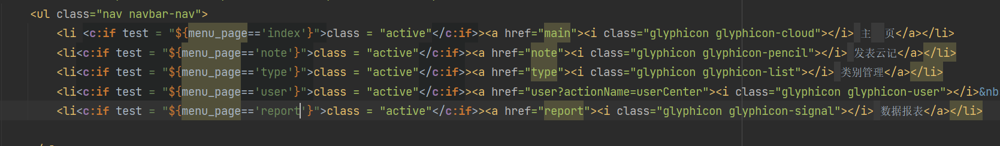 <ul class="nav navbar-nav">
<li <c:if test = "${menu_page=='index'}">class = "active"</c:if>><a href="main"><i class="glyphicon glyphicon-cloud"></i> 主  页</a></li>
<li<c:if test = "${menu_page=='note'}">class = "active"</c:if>><a href="note"><i class="glyphicon glyphicon-pencil"></i> 发表云记</a></li>
<li<c:if test = "${menu_page=='type'}">class = "active"</c:if>><a href="type"><i class="glyphicon glyphicon-list"></i> 类别管理</a></li>
<li<c:if test = "${menu_page=='user'}">class = "active"</c:if>><a href="user?actionName=userCenter"><i class="glyphicon glyphicon-user"></i>&nb
<li<c:if test = "${menu_page=='report'}">class = "active"</c:if>><a href="report"><i class="glyphicon glyphicon-signal"></i> 数据报表</a></li>